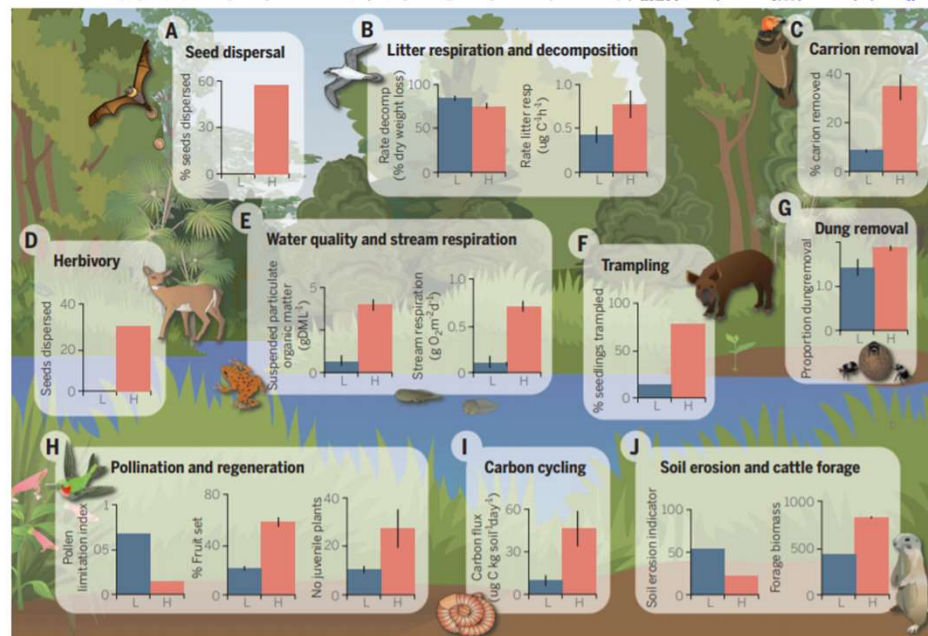 A
Seed dispersal
% seeds dispersed
60
30
0
L H
B
Litter respiration and decomposition
Rate decomp
(% dry weight loss)
100
50
0
L H
Rate litter resp
(ug C⁻¹h⁻¹)
1.0
0.5
0
L H
C
Carrion removal
% carion removed
40
20
0
L H
D
Herbivory
Seeds dispersed
40
20
0
L H
E
Water quality and stream respiration
Suspended particulate
organic matter
(gDML⁻¹)
5
0
L H
Stream respiration
(g O₂m⁻²d⁻¹)
1.0
0.5
0
L H
F
Trampling
% seedlings trampled
100
50
0
L H
G
Dung removal
Proportion dungremoval
1.0
0
L H
H
Pollination and regeneration
Pollen
limitation index
1
05
0
L H
% Fruit set
80
40
0
L H
No juvenile plants
40
20
0
L H
I
Carbon cycling
Carbon flux
(ug C kg soil⁻¹day⁻¹)
60
30
0
L H
J
Soil erosion and cattle forage
Soil erosion indicator
100
50
0
L H
Forage biomass
1000
500
0
L H